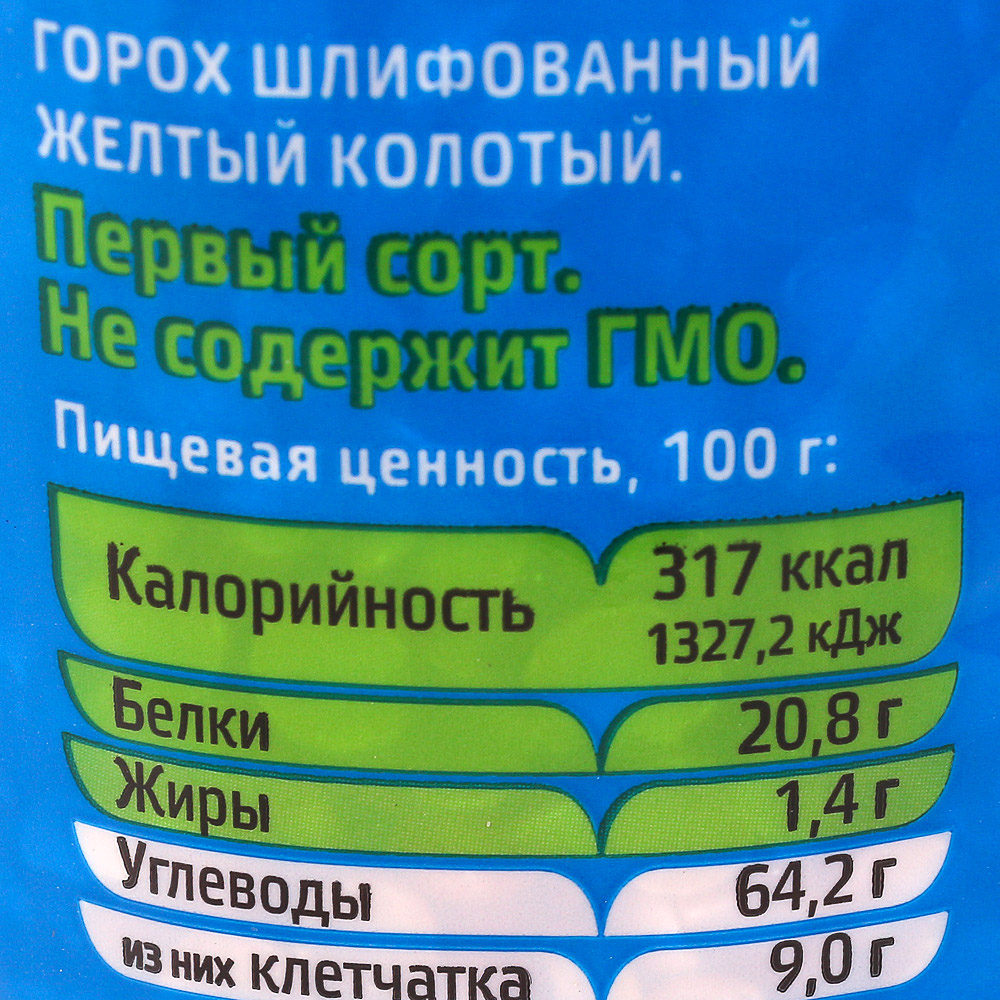 ГОРОХ ШЛИФОВАННЫЙ
ЖЕЛТЫЙ КОЛОТЫЙ.
Первый сорт.
Не содержит ГМО.
Пищевая ценность, 100 г:
Калорийность 317 ккал
1327,2 кДж
Белки 20,8 г
Жиры 1,4 г
Углеводы 64,2 г
из них клетчатка 9,0 г